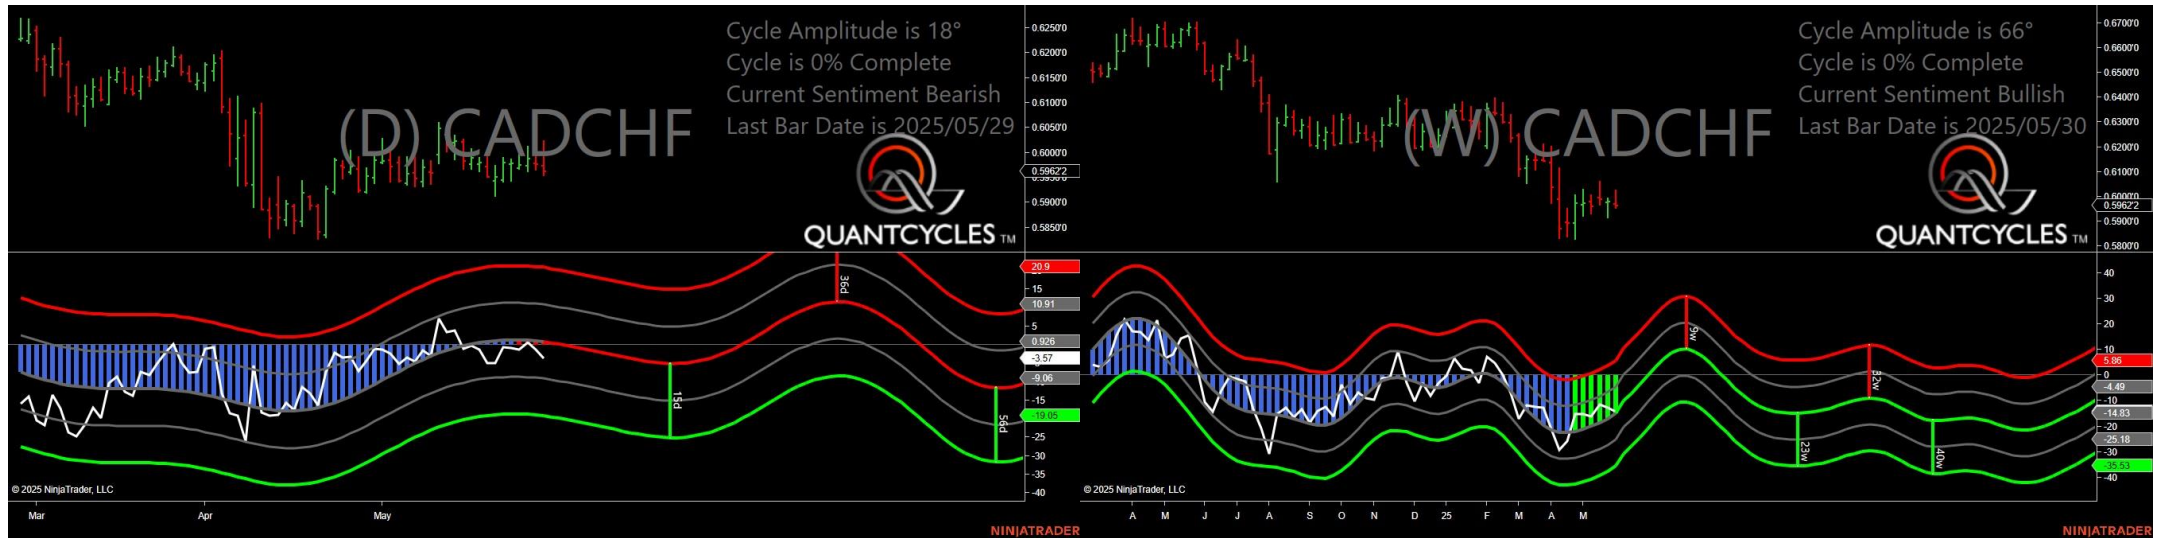 Cycle Amplitude is 18°
Cycle is 0% Complete
Current Sentiment Bearish
Last Bar Date is 2025/05/29
(D) CADCHF
QUANTCYCLES TM
0.6250'0
0.6200'0
0.6150'0
0.6100'0
0.6050'0
0.6000'0
0.5962'2
0.5900'0
0.5850'0
20.9
15
10.91
5
0.926
-3.57
-9.06
-15
-19.05
-25
-30
-35
-40
36d
15d
56d
© 2025 NinjaTrader, LLC
Mar Apr May
NINJATRADER
Cycle Amplitude is 66°
Cycle is 0% Complete
Current Sentiment Bullish
Last Bar Date is 2025/05/30
(W) CADCHF
QUANTCYCLES TM
0.6700'0
0.6600'0
0.6500'0
0.6400'0
0.6300'0
0.6200'0
0.6100'0
0.6000'0
0.5962'2
0.5900'0
0.5800'0
40
30
20
10
5.86
0
-4.49
-10
-14.83
-20
-25.18
-30
-35.53
-40
9w
23w
32w
40w
© 2025 NinjaTrader, LLC
A M J J A S O N D 25 F M A M
NINJATRADER